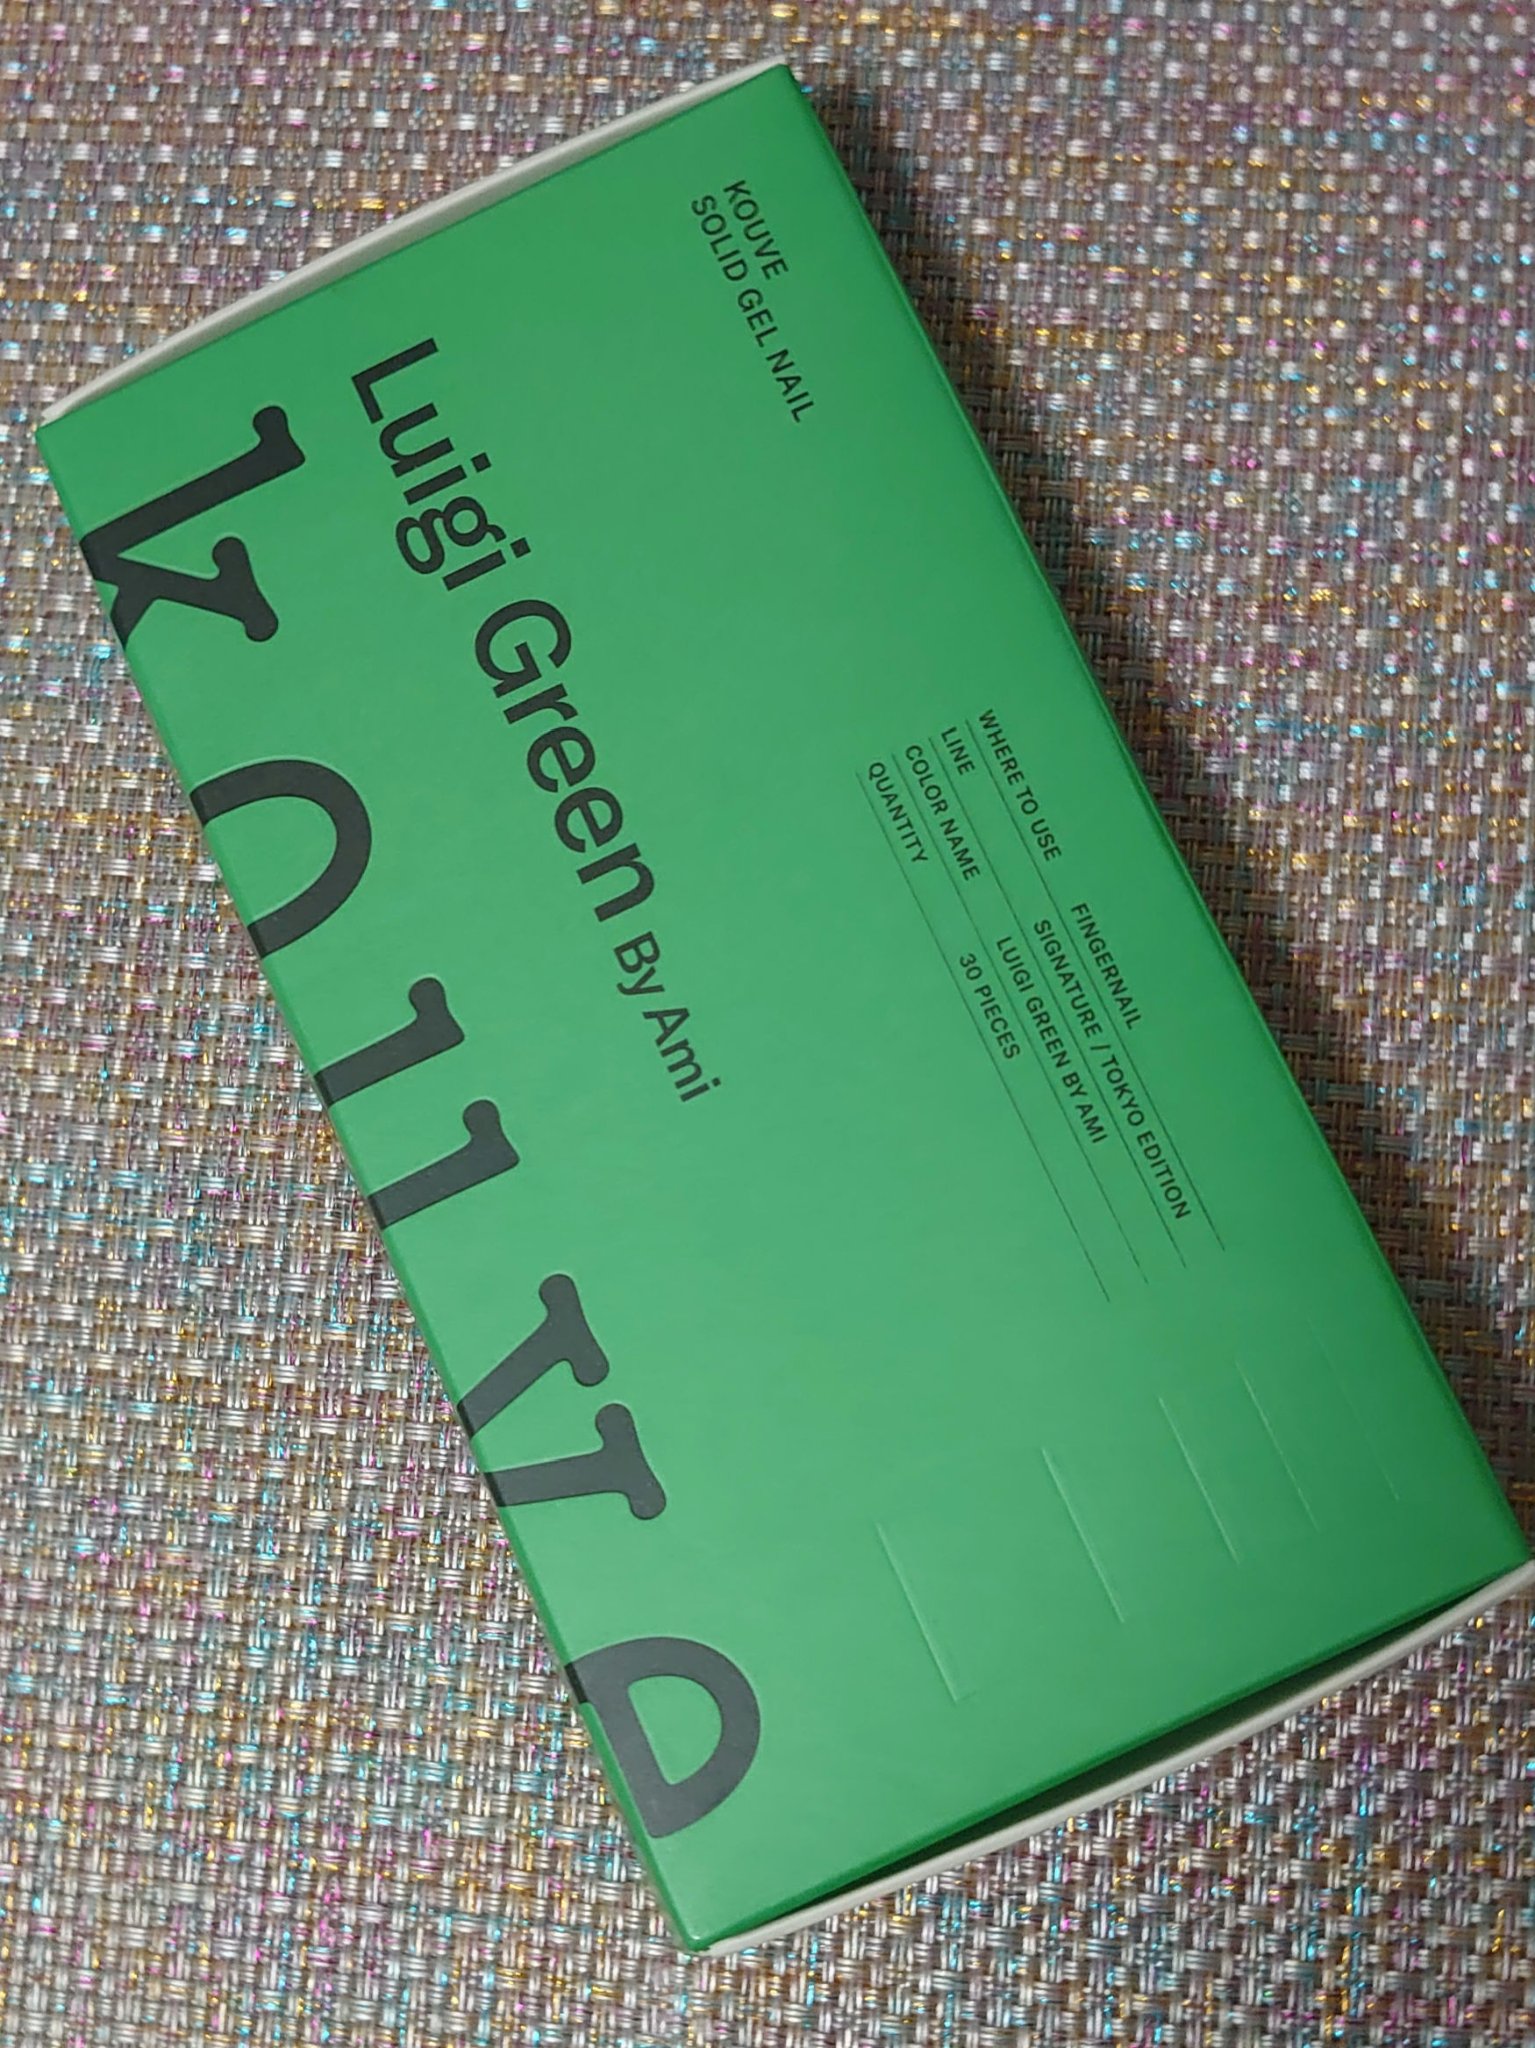 KOUVE
SOLID GEL NAIL
WHERE TO USE FINGERNAIL
LINE SIGNATURE / TOKYO EDITION
COLOR NAME LUIGI GREEN BY AMI
QUANTITY 30 PIECES
Luigi Green By Ami
kouve